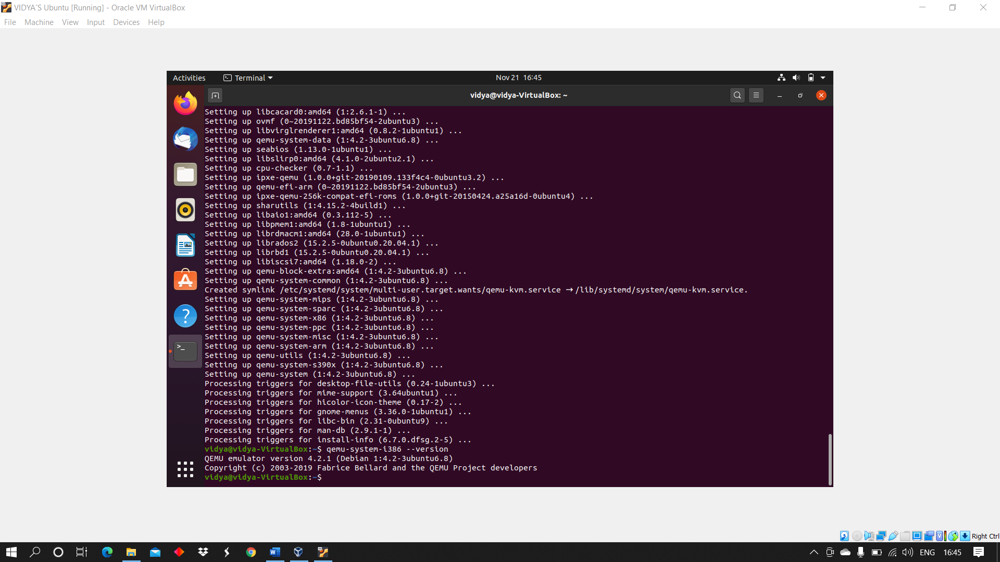 VIDYA`S Ubuntu [Running] - Oracle VM VirtualBox
File Machine View Input Devices Help
Activities Terminal Nov 21 16:45
vidya@vidya-VirtualBox: ~
Setting up libcacard0:amd64 (1:2.6.1-1) ...
Setting up ovmf (0~20191122.bd85bf54-2ubuntu3) ...
Setting up libvirglrenderer1:amd64 (0.8.2-1ubuntu1) ...
Setting up qemu-system-data (1:4.2-3ubuntu6.8) ...
Setting up seabios (1.13.0-1ubuntu1) ...
Setting up libslirp0:amd64 (4.1.0-2ubuntu2.1) ...
Setting up cpu-checker (0.7-1.1) ...
Setting up ipxe-qemu (1.0.0+git-20190109.133f4c4-0ubuntu3.2) ...
Setting up qemu-efi-arm (0~20191122.bd85bf54-2ubuntu3) ...
Setting up ipxe-qemu-256k-compat-efi-roms (1.0.0+git-20150424.a25a16d-0ubuntu4) ...
Setting up sharutils (1:4.15.2-4build1) ...
Setting up libaio1:amd64 (0.3.112-5) ...
Setting up libpmem1:amd64 (1.8-1ubuntu1) ...
Setting up librdmacm1:amd64 (28.0-1ubuntu1) ...
Setting up librados2 (15.2.5-0ubuntu0.20.04.1) ...
Setting up librbd1 (15.2.5-0ubuntu0.20.04.1) ...
Setting up libiscsi7:amd64 (1.18.0-2) ...
Setting up qemu-block-extra:amd64 (1:4.2-3ubuntu6.8) ...
Setting up qemu-system-common (1:4.2-3ubuntu6.8) ...
Created symlink /etc/systemd/system/multi-user.target.wants/qemu-kvm.service → /lib/systemd/system/qemu-kvm.service.
Setting up qemu-system-mips (1:4.2-3ubuntu6.8) ...
Setting up qemu-system-sparc (1:4.2-3ubuntu6.8) ...
Setting up qemu-system-x86 (1:4.2-3ubuntu6.8) ...
Setting up qemu-system-ppc (1:4.2-3ubuntu6.8) ...
Setting up qemu-system-misc (1:4.2-3ubuntu6.8) ...
Setting up qemu-system-arm (1:4.2-3ubuntu6.8) ...
Setting up qemu-utils (1:4.2-3ubuntu6.8) ...
Setting up qemu-system-s390x (1:4.2-3ubuntu6.8) ...
Setting up qemu-system (1:4.2-3ubuntu6.8) ...
Processing triggers for desktop-file-utils (0.24-1ubuntu3) ...
Processing triggers for mime-support (3.64ubuntu1) ...
Processing triggers for hicolor-icon-theme (0.17-2) ...
Processing triggers for gnome-menus (3.36.0-1ubuntu1) ...
Processing triggers for libc-bin (2.31-0ubuntu9) ...
Processing triggers for man-db (2.9.1-1) ...
Processing triggers for install-info (6.7.0.dfsg.2-5) ...
vidya@vidya-VirtualBox:~$ qemu-system-i386 --version
QEMU emulator version 4.2.1 (Debian 1:4.2-3ubuntu6.8)
Copyright (c) 2003-2019 Fabrice Bellard and the QEMU Project developers
vidya@vidya-VirtualBox:~$
Right Ctrl
ENG 16:45